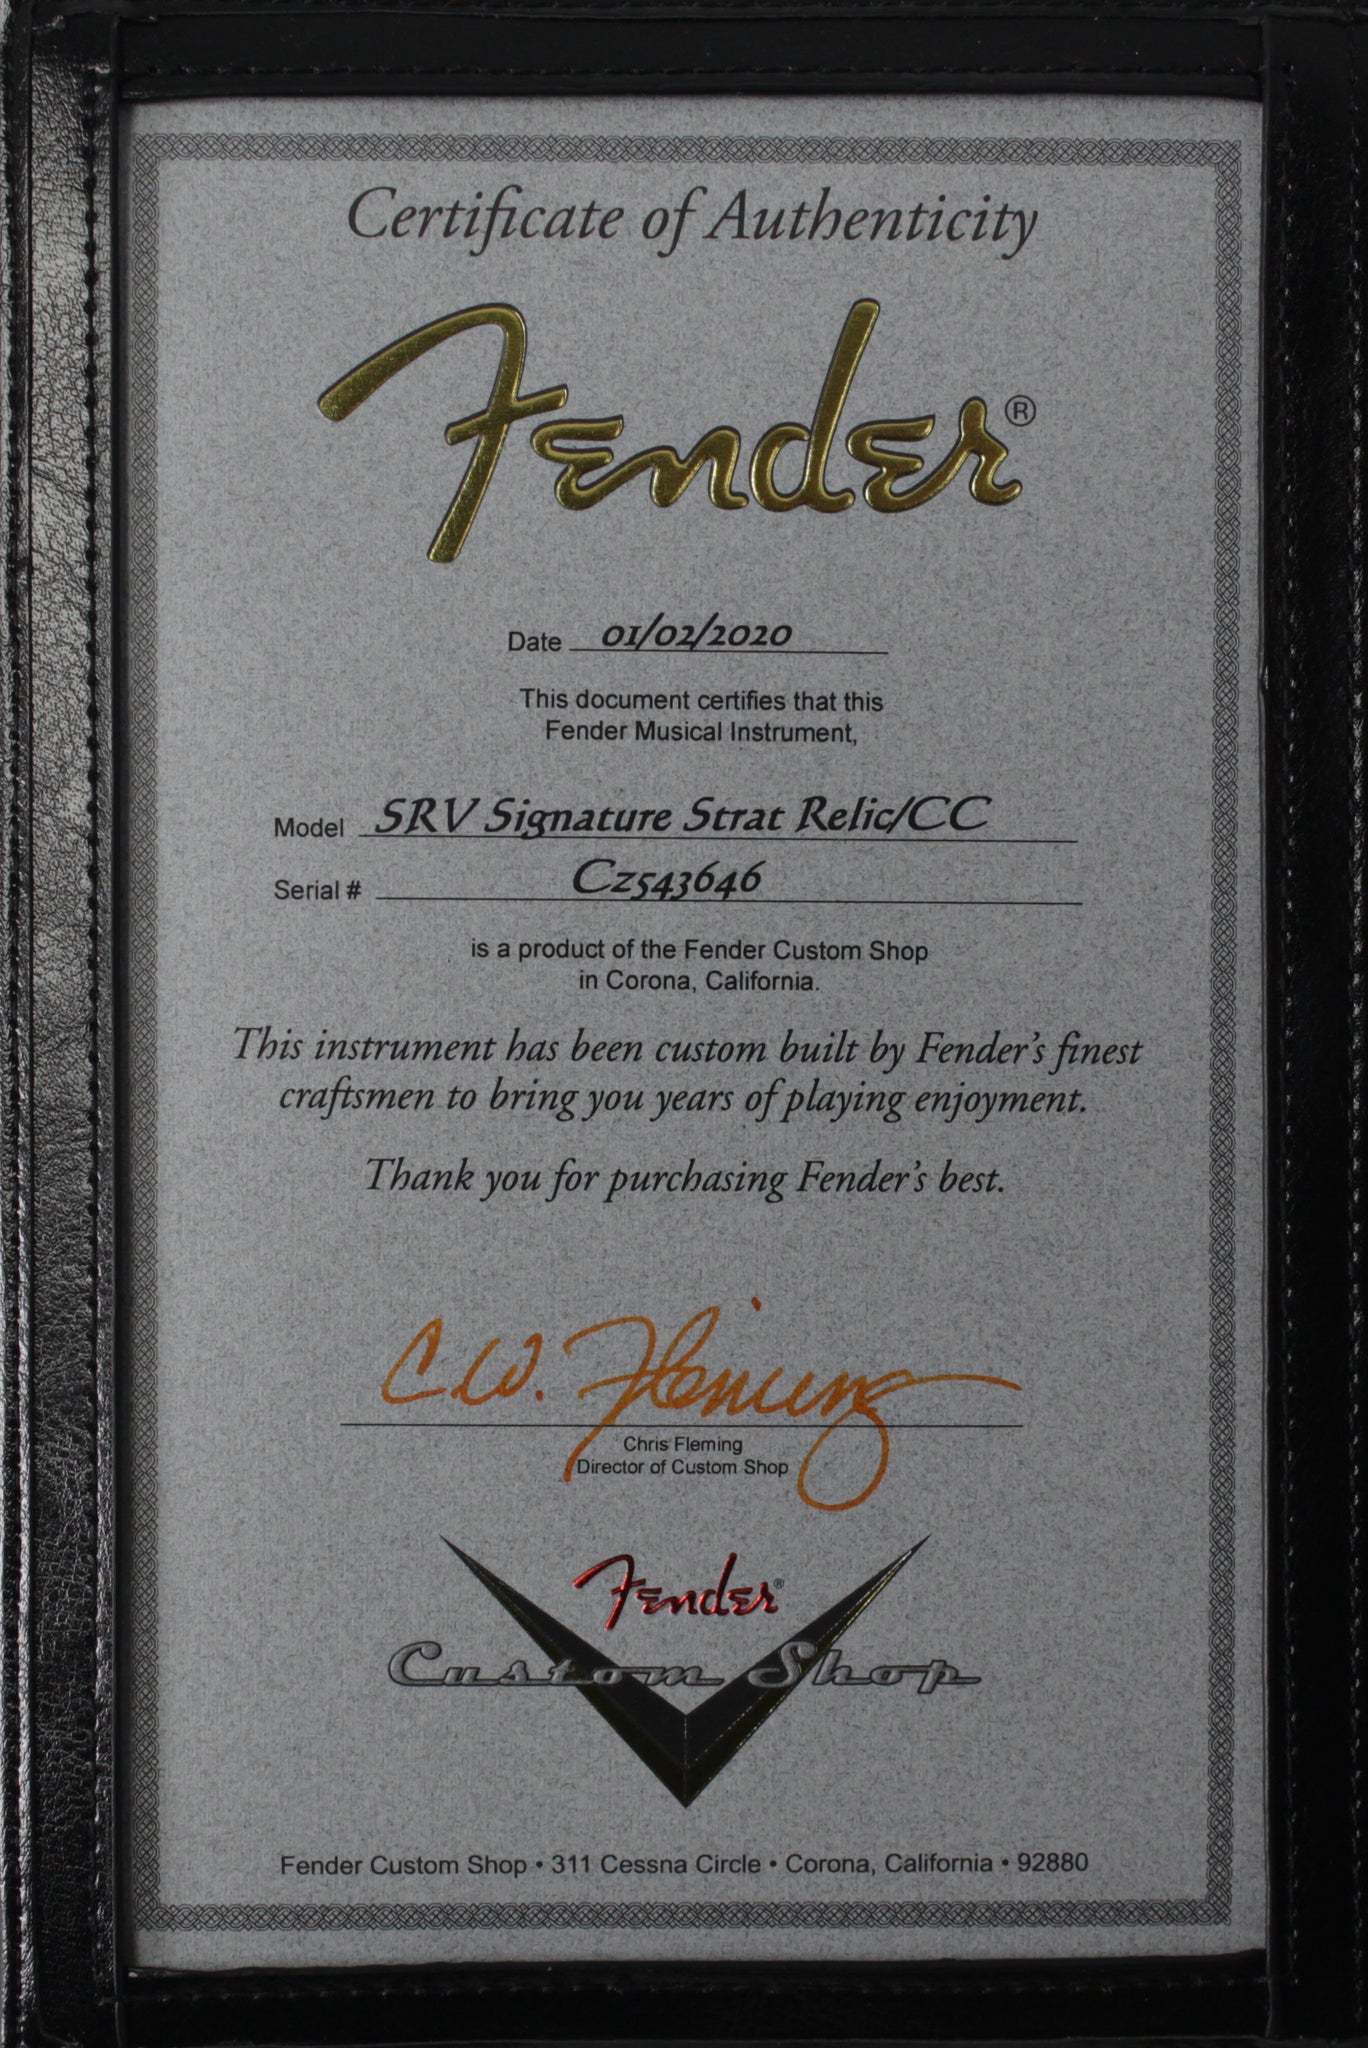 Certificate of Authenticity
Fender®
Date 01/02/2020
This document certifies that this
Fender Musical Instrument,
Model SRV Signature Strat Relic/CC
Serial # CZ543646
is a product of the Fender Custom Shop
in Corona, California.
This instrument has been custom built by Fender's finest
craftsmen to bring you years of playing enjoyment.
Thank you for purchasing Fender's best.
C.W. Fleming
Chris Fleming
Director of Custom Shop
Fender®
Custom Shop
Fender Custom Shop • 311 Cessna Circle • Corona, California • 92880